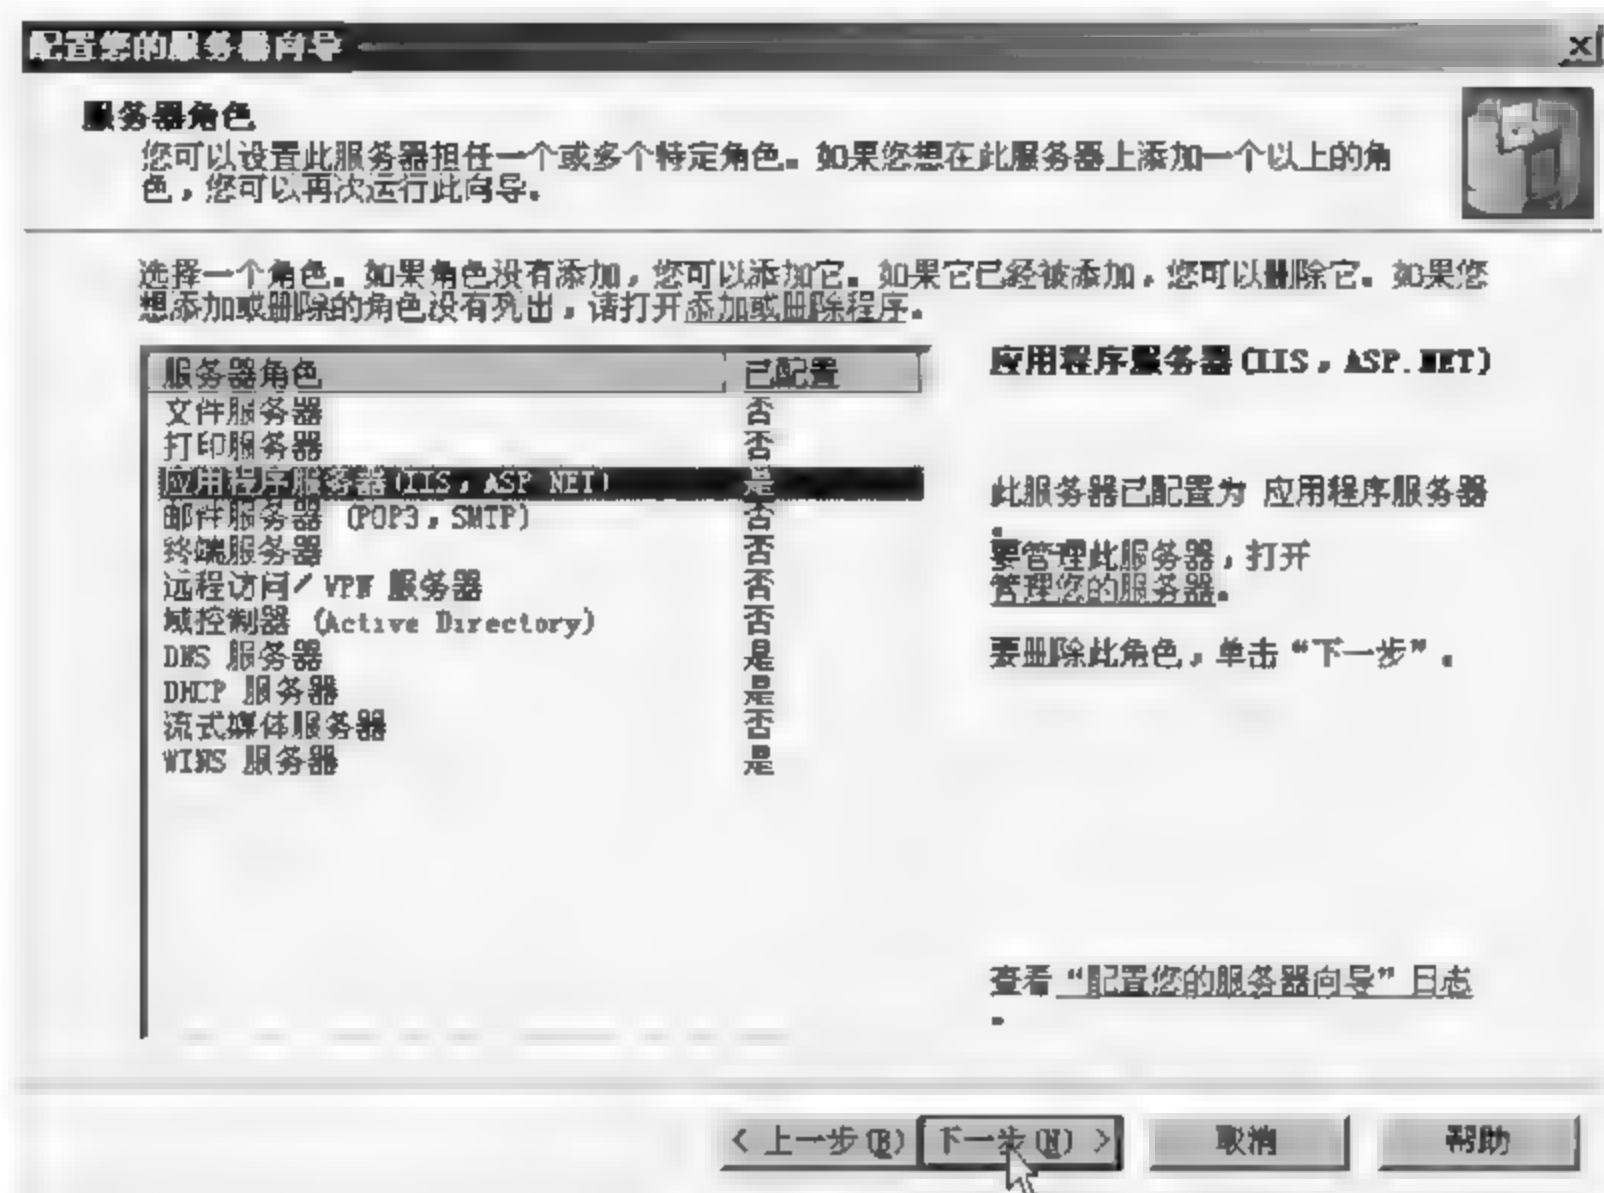 配置您的服务器向导
服务器角色
您可以设置此服务器担任一个或多个特定角色。如果您想在此服务器上添加一个以上的角
色，您可以再次运行此向导。
选择一个角色。如果角色没有添加，您可以添加它。如果它已经被添加，您可以删除它。如果您
想添加或删除的角色没有列出，请打开添加或删除程序。
服务器角色 已配置
文件服务器 否
打印服务器 否
应用程序服务器(IIS，ASP NET) 是
邮件服务器 (POP3，SMTP) 否
终端服务器 否
远程访问/VPN 服务器 否
域控制器 (Active Directory) 否
DNS 服务器 是
DHCP 服务器 是
流式媒体服务器 否
WINS 服务器 是
应用程序服务器(IIS，ASP.NET)
此服务器已配置为 应用程序服务器
。
要管理此服务器，打开
管理您的服务器。
要删除此角色，单击“下一步”。
查看“配置您的服务器向导”日志
。
< 上一步(B) 下一步(N) > 取消 帮助